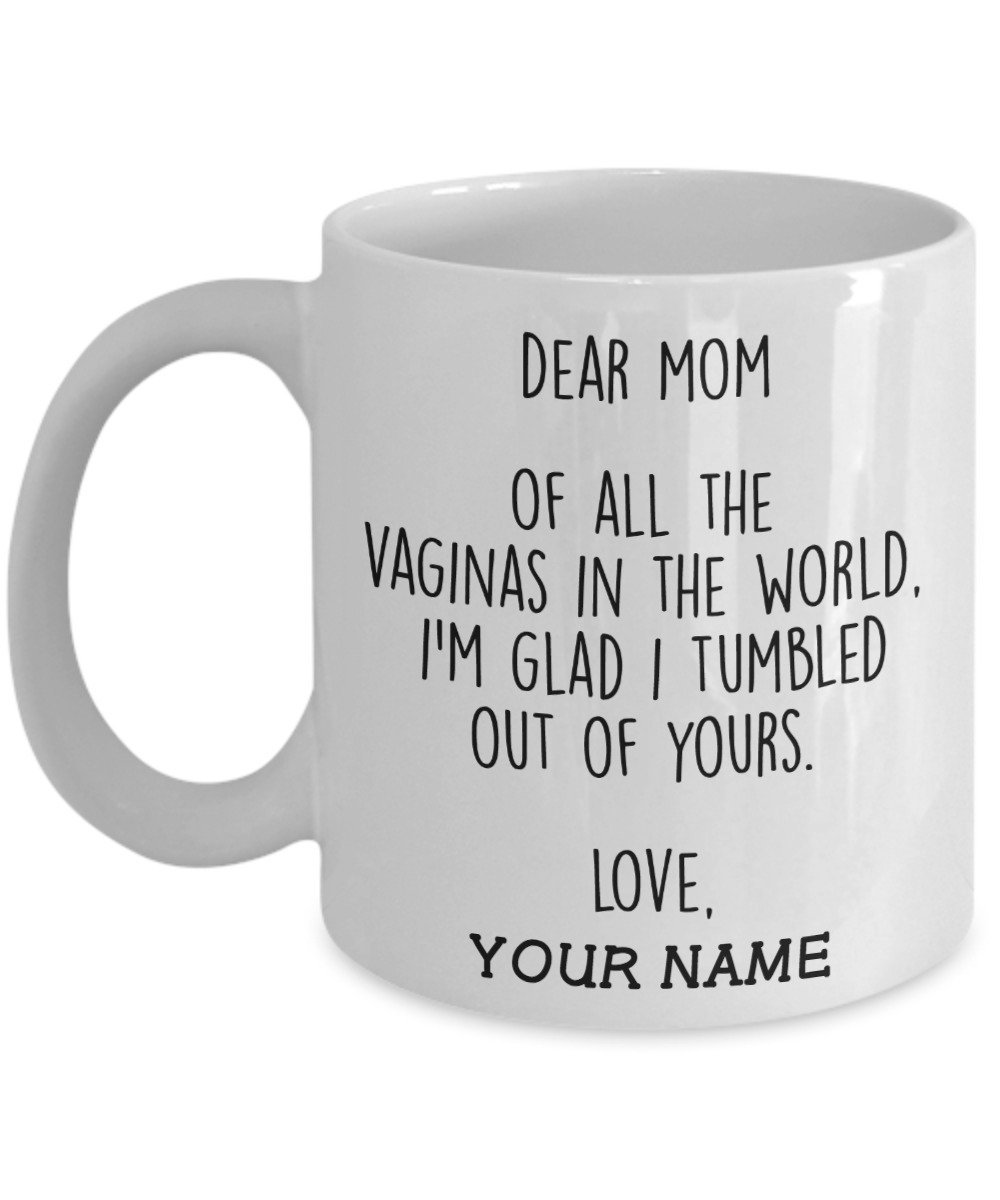 DEAR MOM
OF ALL THE
VAGINAS IN THE WORLD,
I'M GLAD I TUMBLED
OUT OF YOURS.
LOVE,
YOUR NAME